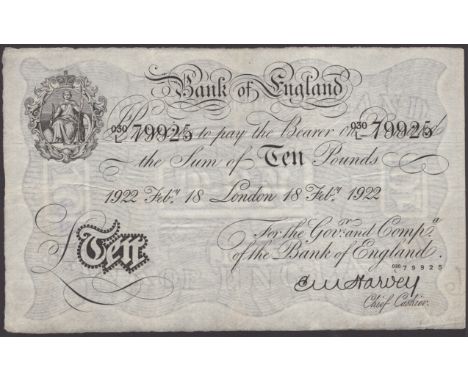 Bank of England
030/L 79925 Promise to pay the Bearer on Demand 030/L 79925
the Sum of Ten Pounds
1922 Feby. 18 London 18 Feby. 1922
For the Govr. and Compa.
of the Bank of England.
£Ten
030/L 79925
E.M Harvey
Chief Cashier.